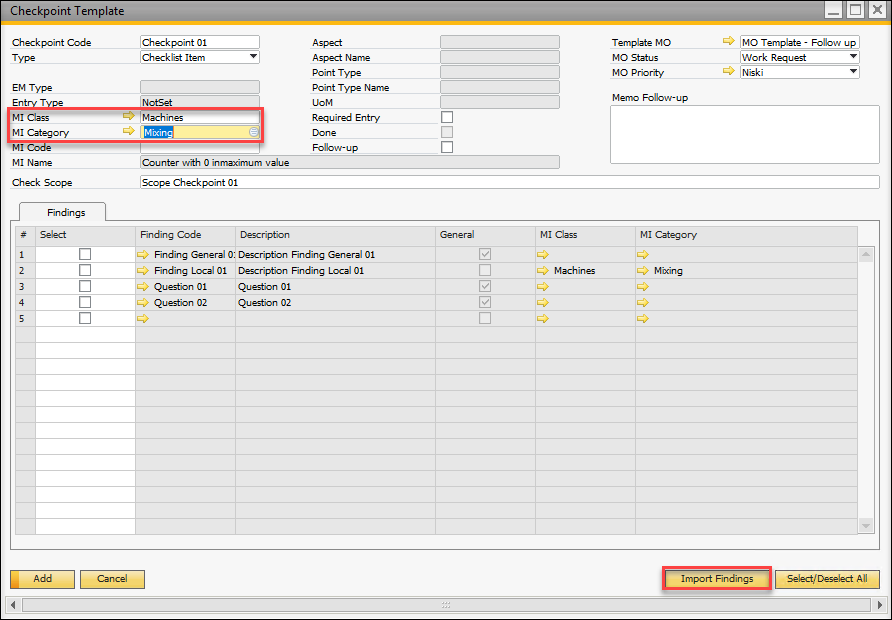 Checkpoint Template
Checkpoint Code Checkpoint 01
Type Checklist Item
EM Type
Entry Type NotSet
MI Class Machines
MI Category Mixing
MI Code
MI Name Counter with 0 inmaximum value
Check Scope Scope Checkpoint 01
Aspect
Aspect Name
Point Type
Point Type Name
UoM
Required Entry
Done
Follow-up
Template MO MO Template - Follow up
MO Status Work Request
MO Priority Niski
Memo Follow-up
Findings
# Select Finding Code Description General MI Class MI Category
1 Finding General 01 Description Finding General 01
2 Finding Local 01 Description Finding Local 01 Machines Mixing
3 Question 01 Question 01
4 Question 02 Question 02
5
Add Cancel Import Findings Select/Deselect All